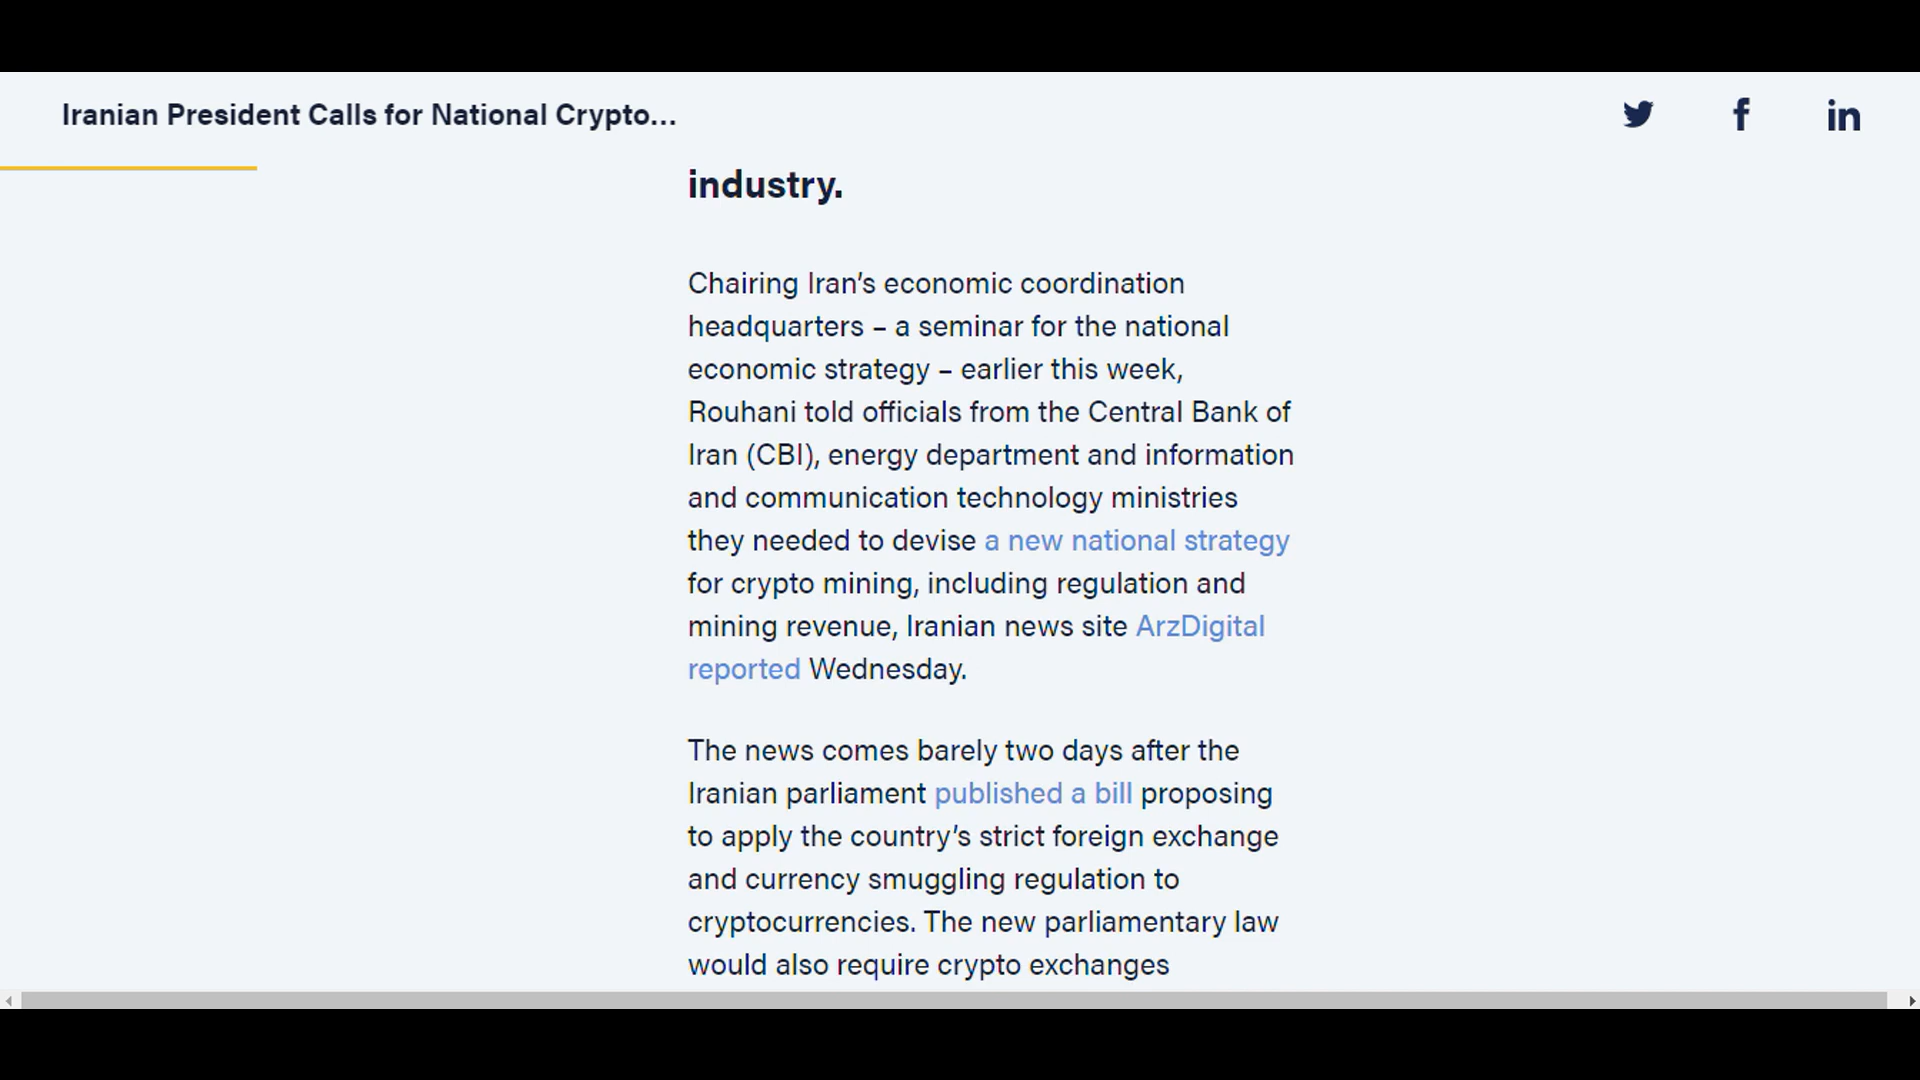 Iranian President Calls for National Crypto...
industry.
Chairing Iran’s economic coordination
headquarters – a seminar for the national
economic strategy – earlier this week,
Rouhani told officials from the Central Bank of
Iran (CBI), energy department and information
and communication technology ministries
they needed to devise a new national strategy
for crypto mining, including regulation and
mining revenue, Iranian news site ArzDigital
reported Wednesday.
The news comes barely two days after the
Iranian parliament published a bill proposing
to apply the country’s strict foreign exchange
and currency smuggling regulation to
cryptocurrencies. The new parliamentary law
would also require crypto exchanges